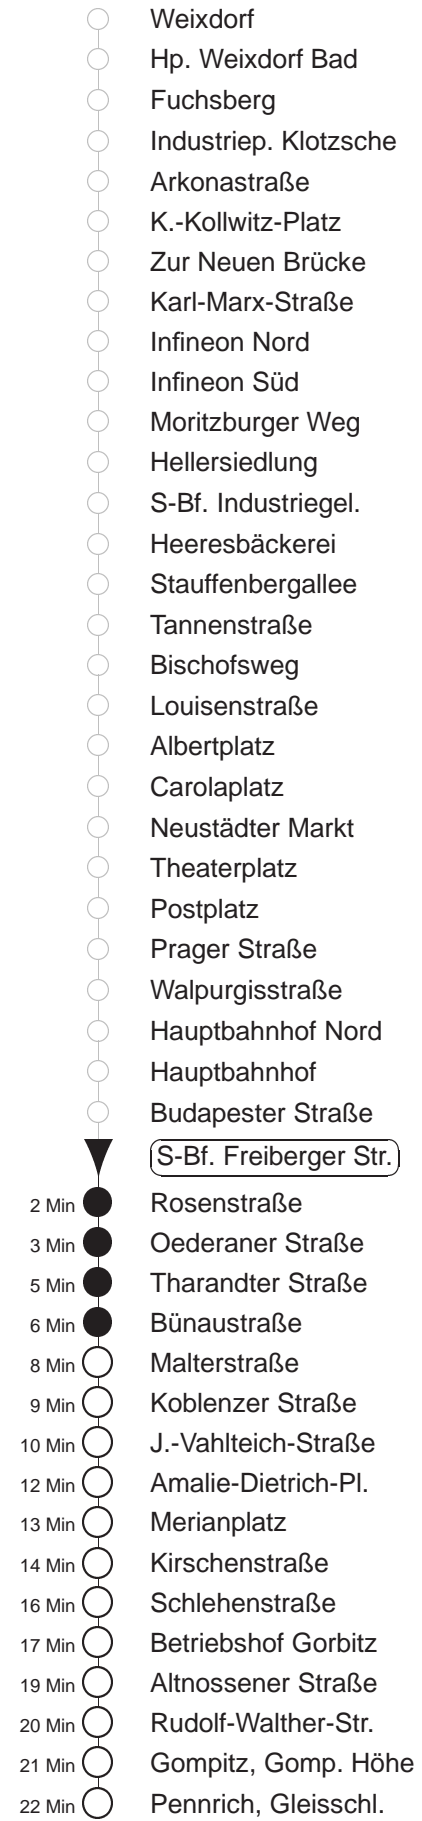 Weixdorf
Hp. Weixdorf Bad
Fuchsberg
Industriep. Klotzsche
Arkonastraße
K.-Kollwitz-Platz
Zur Neuen Brücke
Karl-Marx-Straße
Infineon Nord
Infineon Süd
Moritzburger Weg
Hellersiedlung
S-Bf. Industriegel.
Heeresbäckerei
Stauffenbergallee
Tannenstraße
Bischofsweg
Louisenstraße
Albertplatz
Carolaplatz
Neustädter Markt
Theaterplatz
Postplatz
Prager Straße
Walpurgisstraße
Hauptbahnhof Nord
Hauptbahnhof
Budapester Straße
S-Bf. Freiberger Str.
2 Min Rosenstraße
3 Min Oederaner Straße
5 Min Tharandter Straße
6 Min Bünaustraße
8 Min Malterstraße
9 Min Koblenzer Straße
10 Min J.-Vahlteich-Straße
12 Min Amalie-Dietrich-Pl.
13 Min Merianplatz
14 Min Kirschenstraße
16 Min Schlehenstraße
17 Min Betriebshof Gorbitz
19 Min Altnossener Straße
20 Min Rudolf-Walther-Str.
21 Min Gompitz, Gomp. Höhe
22 Min Pennrich, Gleisschl.